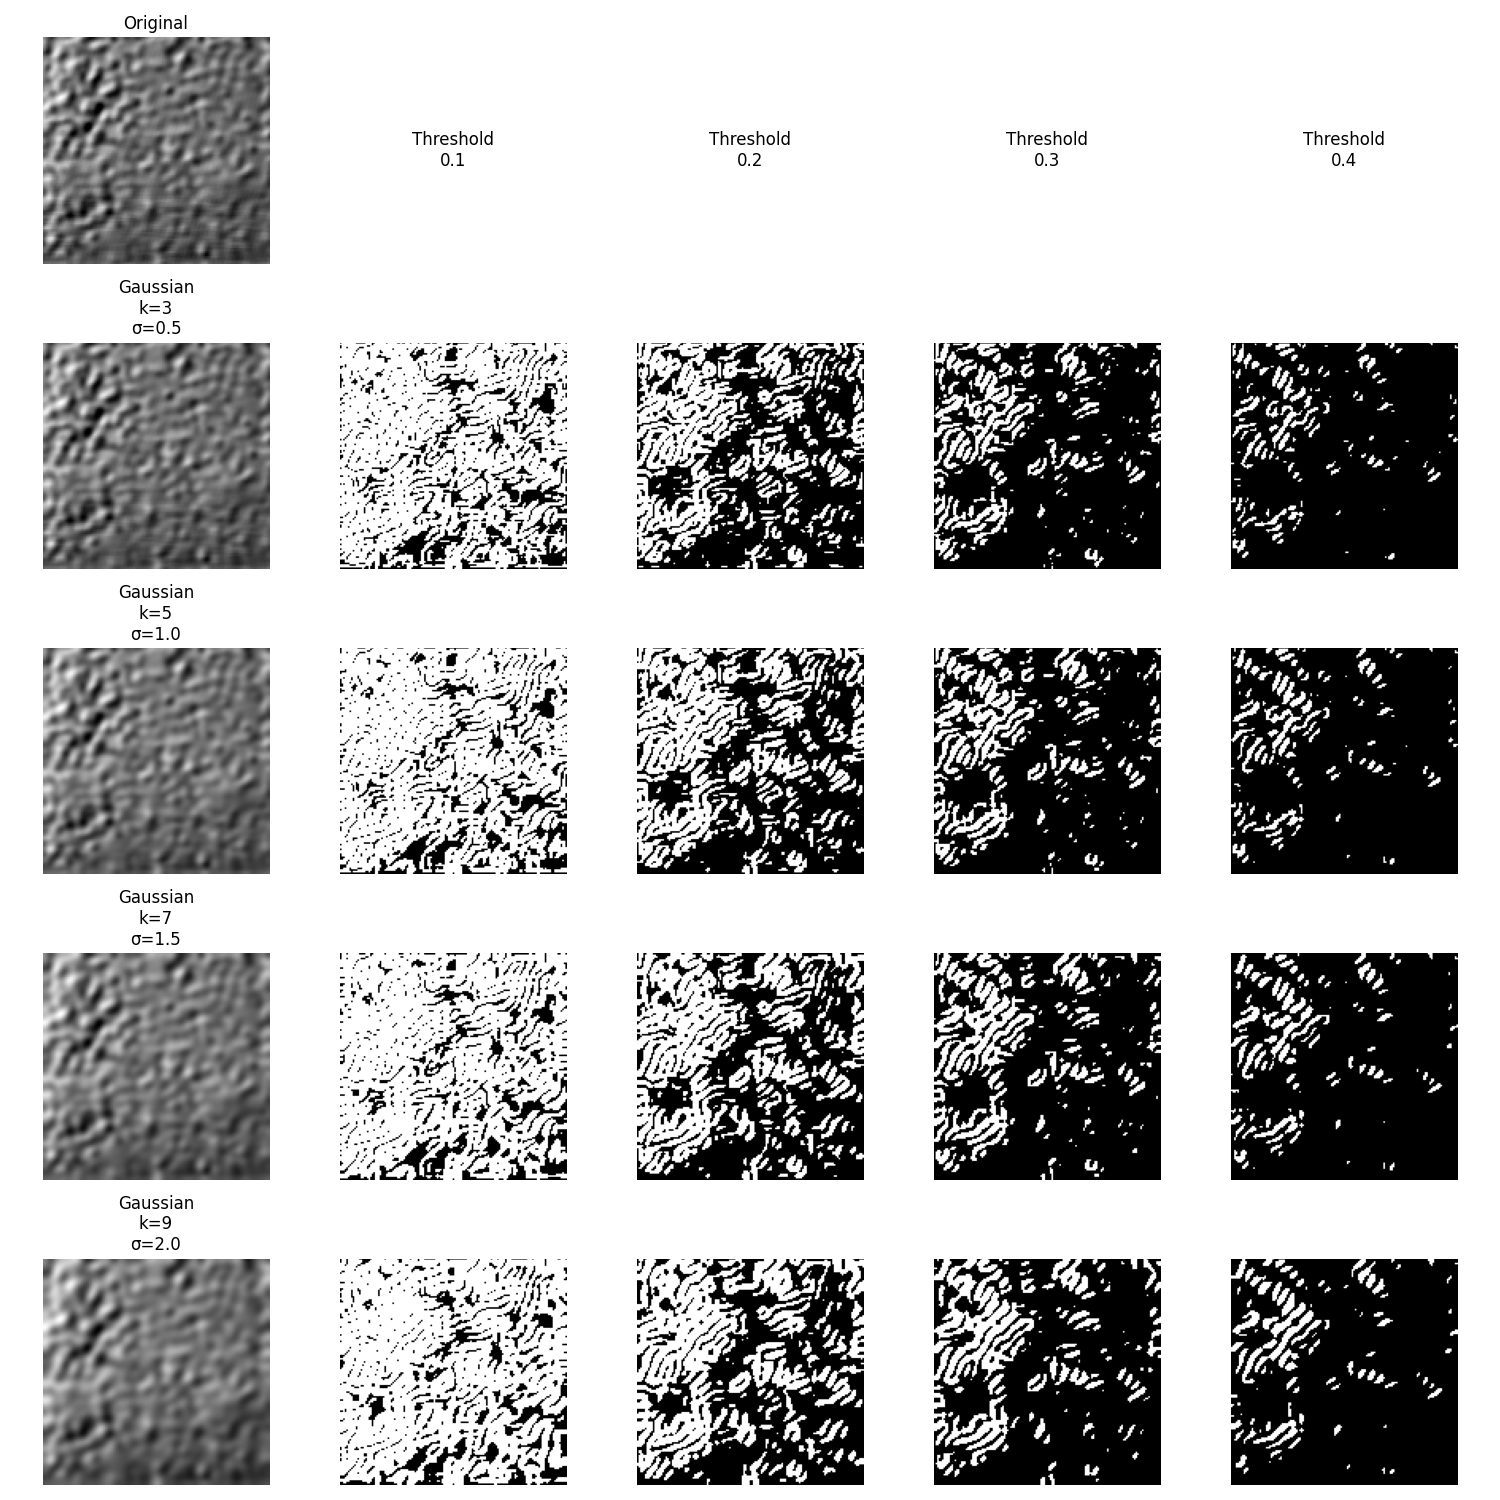 Original
Threshold
0.1
Threshold
0.2
Threshold
0.3
Threshold
0.4
Gaussian
k=3
σ=0.5
Gaussian
k=5
σ=1.0
Gaussian
k=7
σ=1.5
Gaussian
k=9
σ=2.0